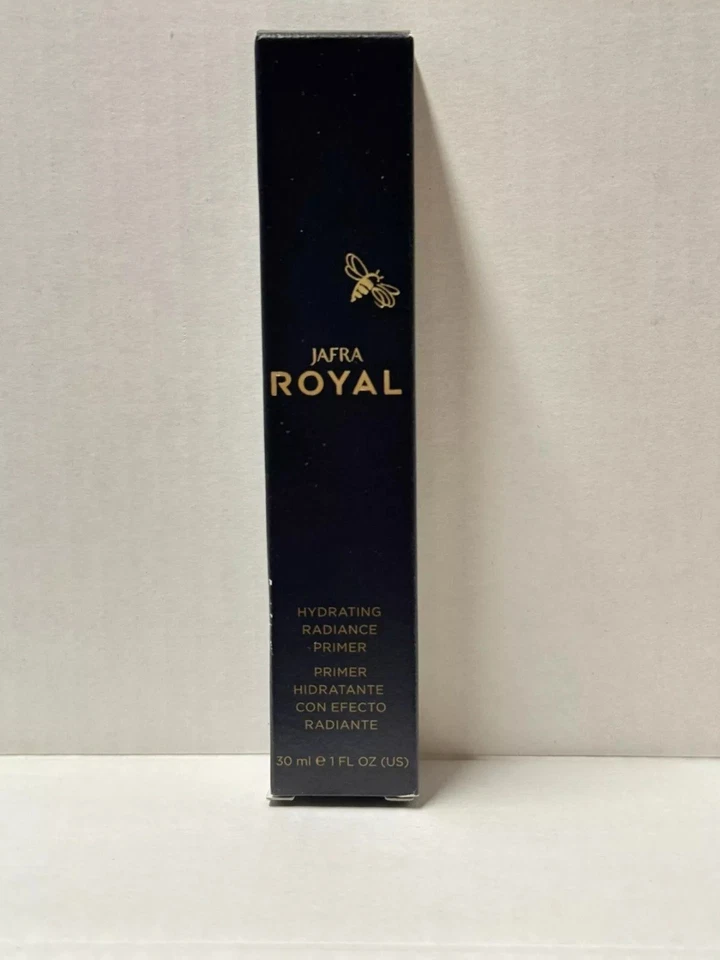 JAFRA
ROYAL
HYDRATING
RADIANCE
PRIMER
PRIMER
HIDRATANTE
CON EFECTO
RADIANTE
30 ml ℮ 1 FL OZ (US)